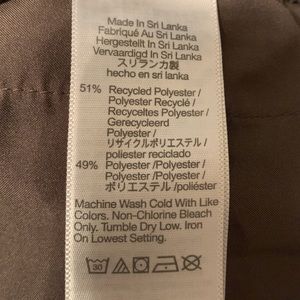 Made In Sri Lanka
Fabriqué Au Sri Lanka
Hergestelt In Sri Lanka
Vervaardigd In Sri Lanka
スリランカ製
hecho en sri lanka
51% Recycled Polyester /
Polyester Recyclé /
Recyceltes Polyester /
Gerecycleerd
Polyester /
リサイクルポリエステル /
poliester reciclado
49% Polyester /Polyester /
Polyester /Polyester /
ポリエステル /poliéster
Machine Wash Cold With Like
Colors. Non-Chlorine Bleach
Only. Tumble Dry Low. Iron
On Lowest Setting.
30